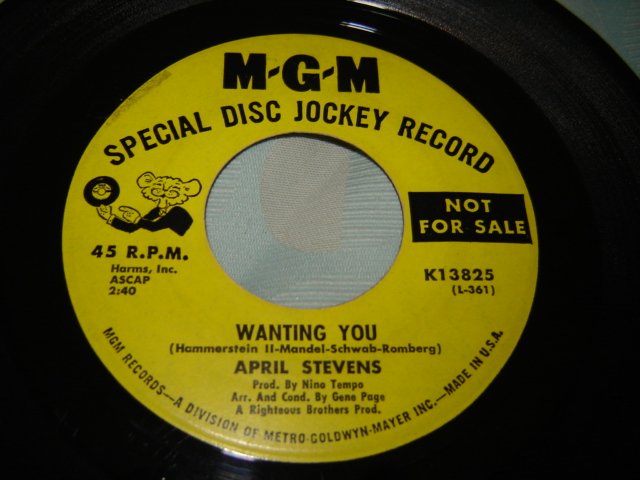 M-G-M
SPECIAL DISC JOCKEY RECORD
NOT
FOR SALE
45 R.P.M.
Harms, Inc.
ASCAP
2:40
K13825
(L-361)
WANTING YOU
(Hammerstein II-Mandel-Schwab-Romberg)
APRIL STEVENS
Prod. By Nino Tempo
Arr. And Cond. By Gene Page
A Righteous Brothers Prod.
MGM RECORDS—A DIVISION OF METRO-GOLDWYN-MAYER INC.—MADE IN U.S.A.